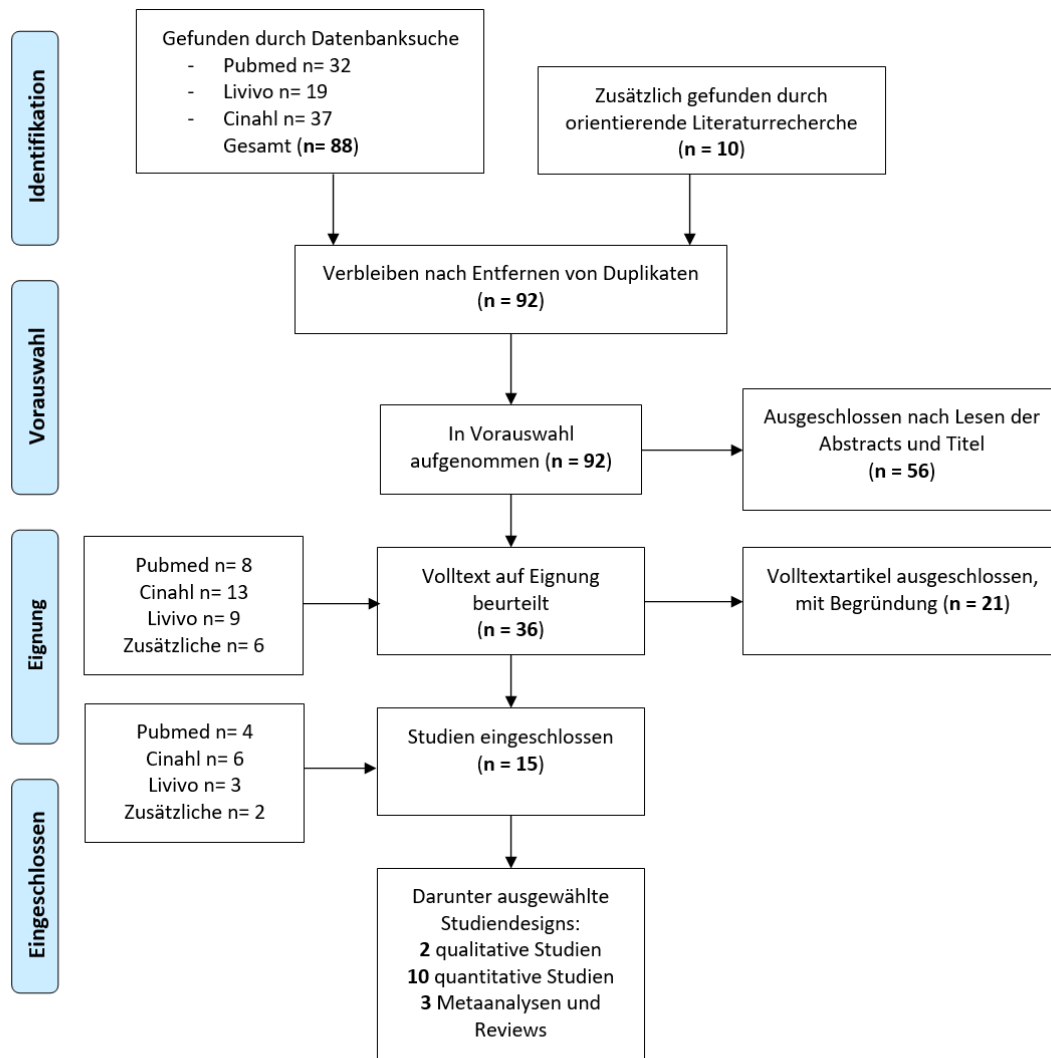 Identifikation
Gefunden durch Datenbanksuche
- Pubmed n= 32
- Livivo n= 19
- Cinahl n= 37
Gesamt (n= 88)
Zusätzlich gefunden durch
orientierende Literaturrecherche
(n = 10)
Verbleiben nach Entfernen von Duplikaten
(n = 92)
Vorauswahl
In Vorauswahl
aufgenommen (n = 92)
Ausgeschlossen nach Lesen der
Abstracts und Titel
(n = 56)
Eignung
Pubmed n= 8
Cinahl n= 13
Livivo n= 9
Zusätzliche n= 6
Volltext auf Eignung
beurteilt
(n = 36)
Volltextartikel ausgeschlossen,
mit Begründung (n = 21)
Eingeschlossen
Pubmed n= 4
Cinahl n= 6
Livivo n= 3
Zusätzliche n= 2
Studien eingeschlossen
(n = 15)
Darunter ausgewählte
Studiendesigns:
2 qualitative Studien
10 quantitative Studien
3 Metaanalysen und
Reviews